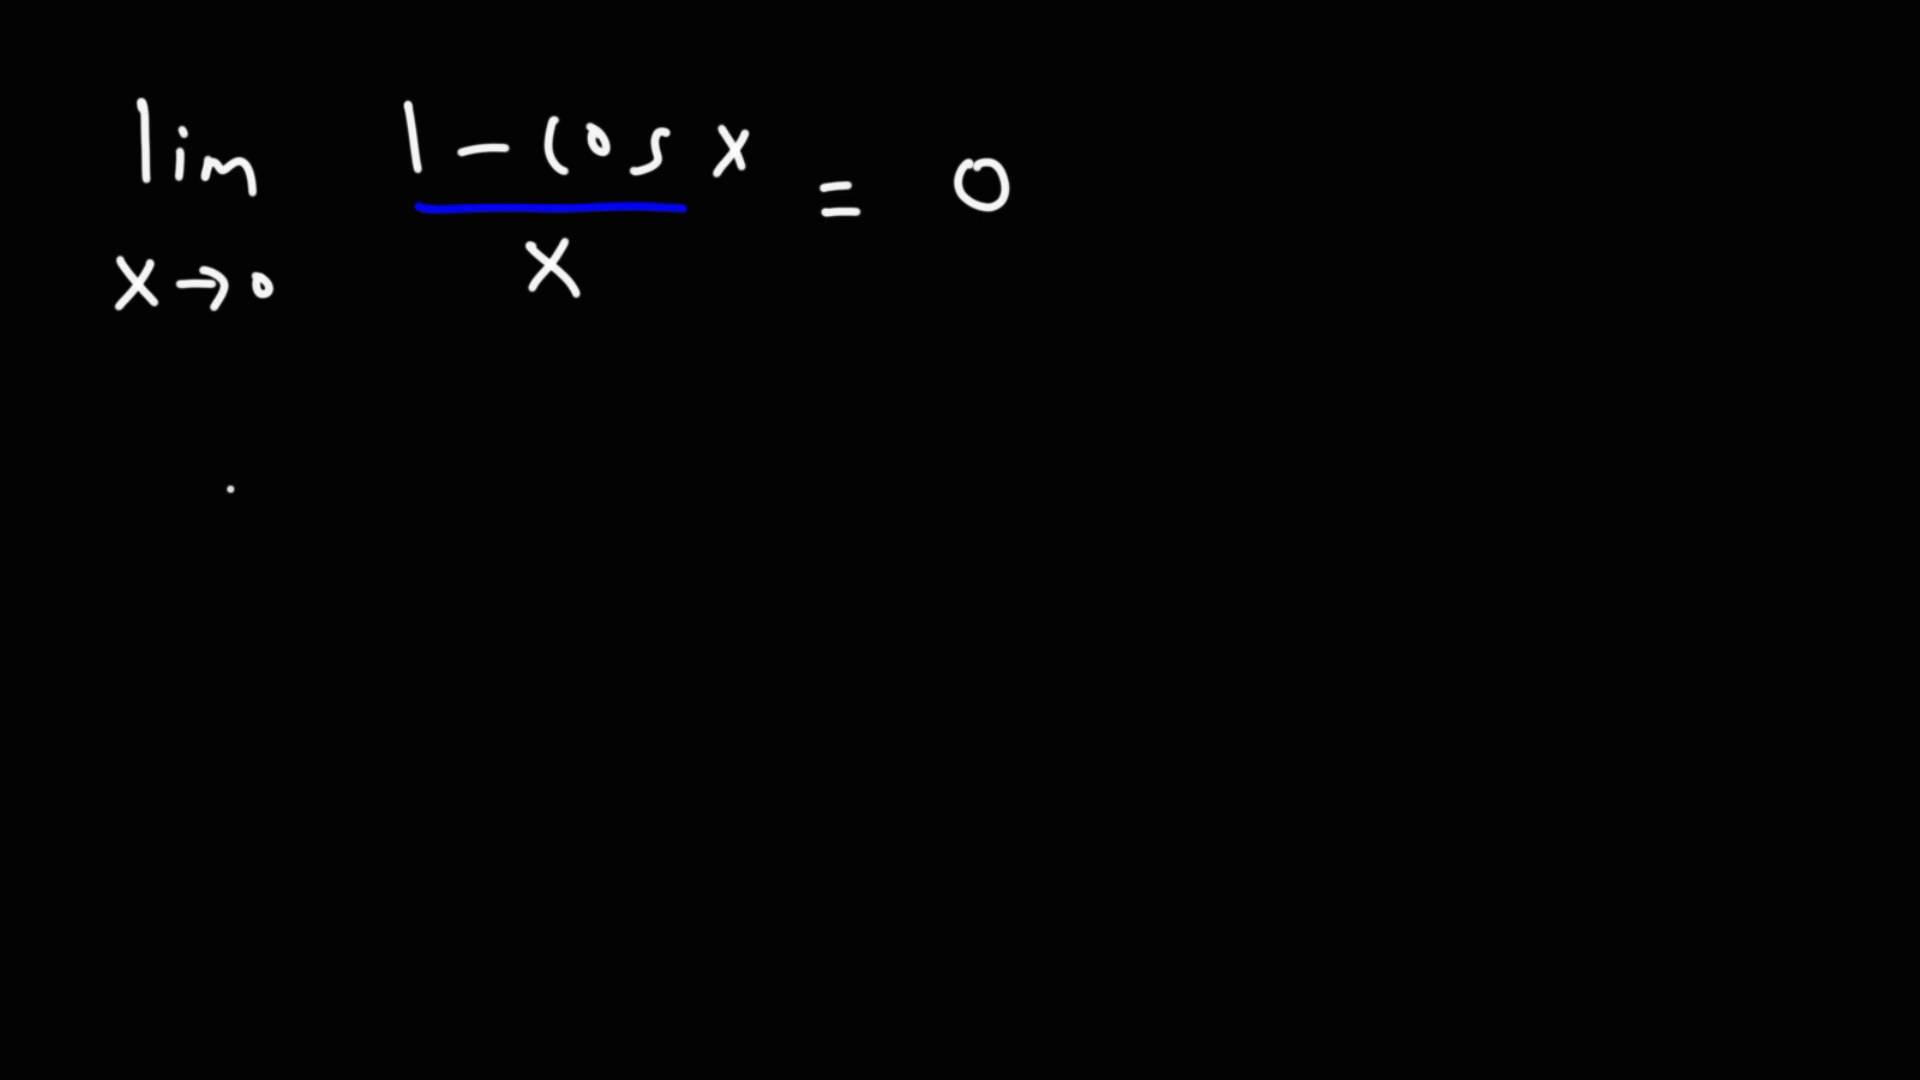 lim 1 - cos x = 0
x→0 x